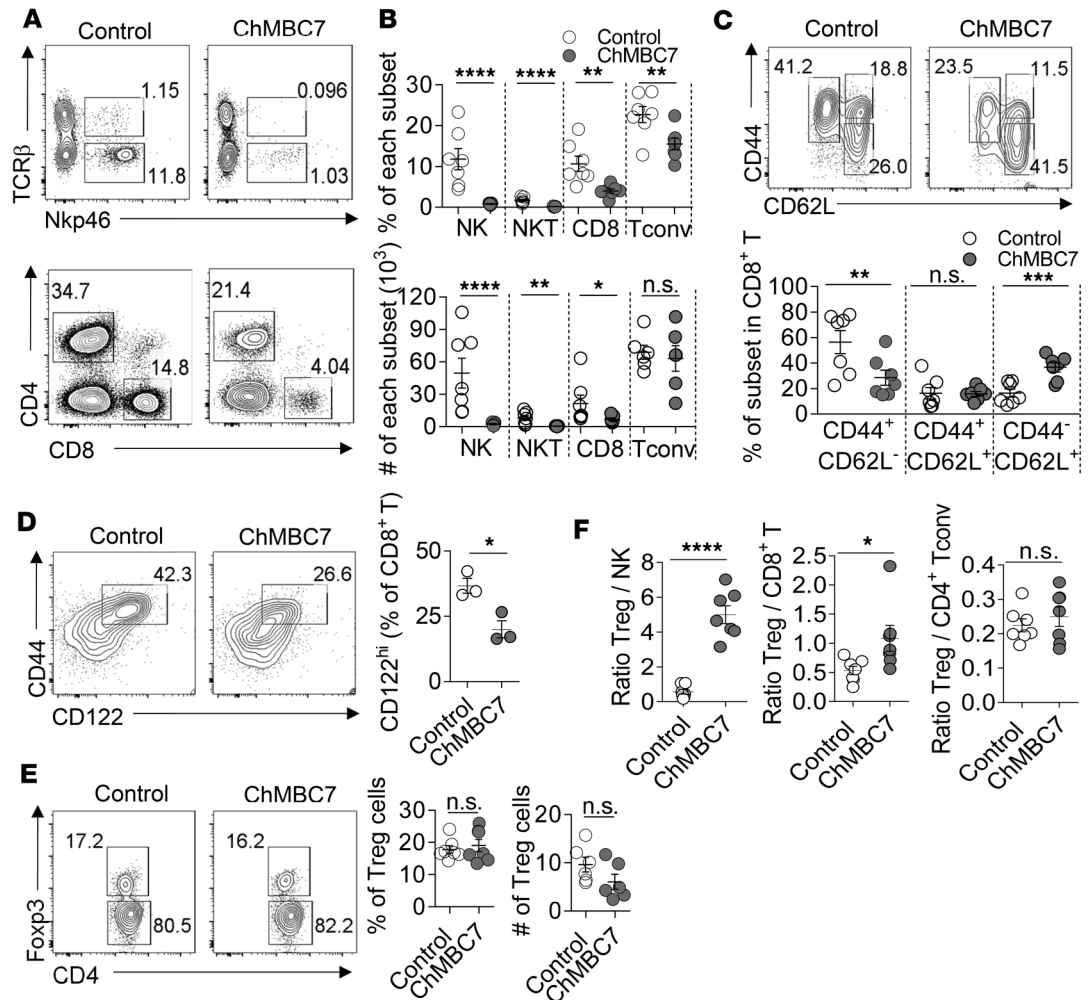 A
Control
ChMBC7
1.15
0.096
11.8
1.03
TCRβ
Nkp46
34.7
21.4
14.8
4.04
CD4
CD8
B
Control
ChMBC7
% of each subset
30
20
10
0
**** **** ** **
NK NKT CD8 Tconv
# of each subset (10³)
120
90
60
30
0
**** ** * n.s.
NK NKT CD8 Tconv
C
Control
ChMBC7
41.2
18.8
23.5
11.5
26.0
41.5
CD44
CD62L
Control
ChMBC7
% of subset in CD8⁺ T
100
80
60
40
20
0
** n.s. ***
CD44⁺ CD44⁺ CD44⁻
CD62L⁻ CD62L⁺ CD62L⁺
D
Control
ChMBC7
42.3
26.6
CD44
CD122
CD122ʰⁱ (% of CD8⁺ T)
50
25
0
*
Control
ChMBC7
E
Control
ChMBC7
17.2
16.2
80.5
82.2
Foxp3
CD4
% of Treg cells
30
20
10
0
n.s.
Control
ChMBC7
# of Treg cells
20
10
0
n.s.
Control
ChMBC7
F
Ratio Treg / NK
8
6
4
2
0
****
Control
ChMBC7
Ratio Treg / CD8⁺ T
2.5
2.0
1.5
1.0
0.5
0.0
*
Control
ChMBC7
Ratio Treg / CD4⁺ Tconv
0.4
0.3
0.2
0.1
0.0
n.s.
Control
ChMBC7